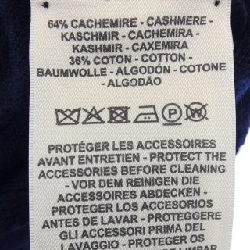 64% CACHEMIRE - CASHMERE -
KASCHMIR - CACHEMIRA -
KASHMIR - CAXEMIRA
36% COTON - COTTON -
BAUMWOLLE - ALGODÓN - COTONE
- ALGODÃO
P
W
PROTÉGER LES ACCESSOIRES
AVANT ENTRETIEN - PROTECT THE
ACCESSORIES BEFORE CLEANING
- VOR DEM REINIGEN DIE
ACCESSOIRES ABDECKEN -
PROTEGER LOS ACCESORIOS
ANTES DE LAVAR - PROTEGGERE
GLI ACCESSORI PRIMA DEL
LAVAGGIO - PROTEGER OS